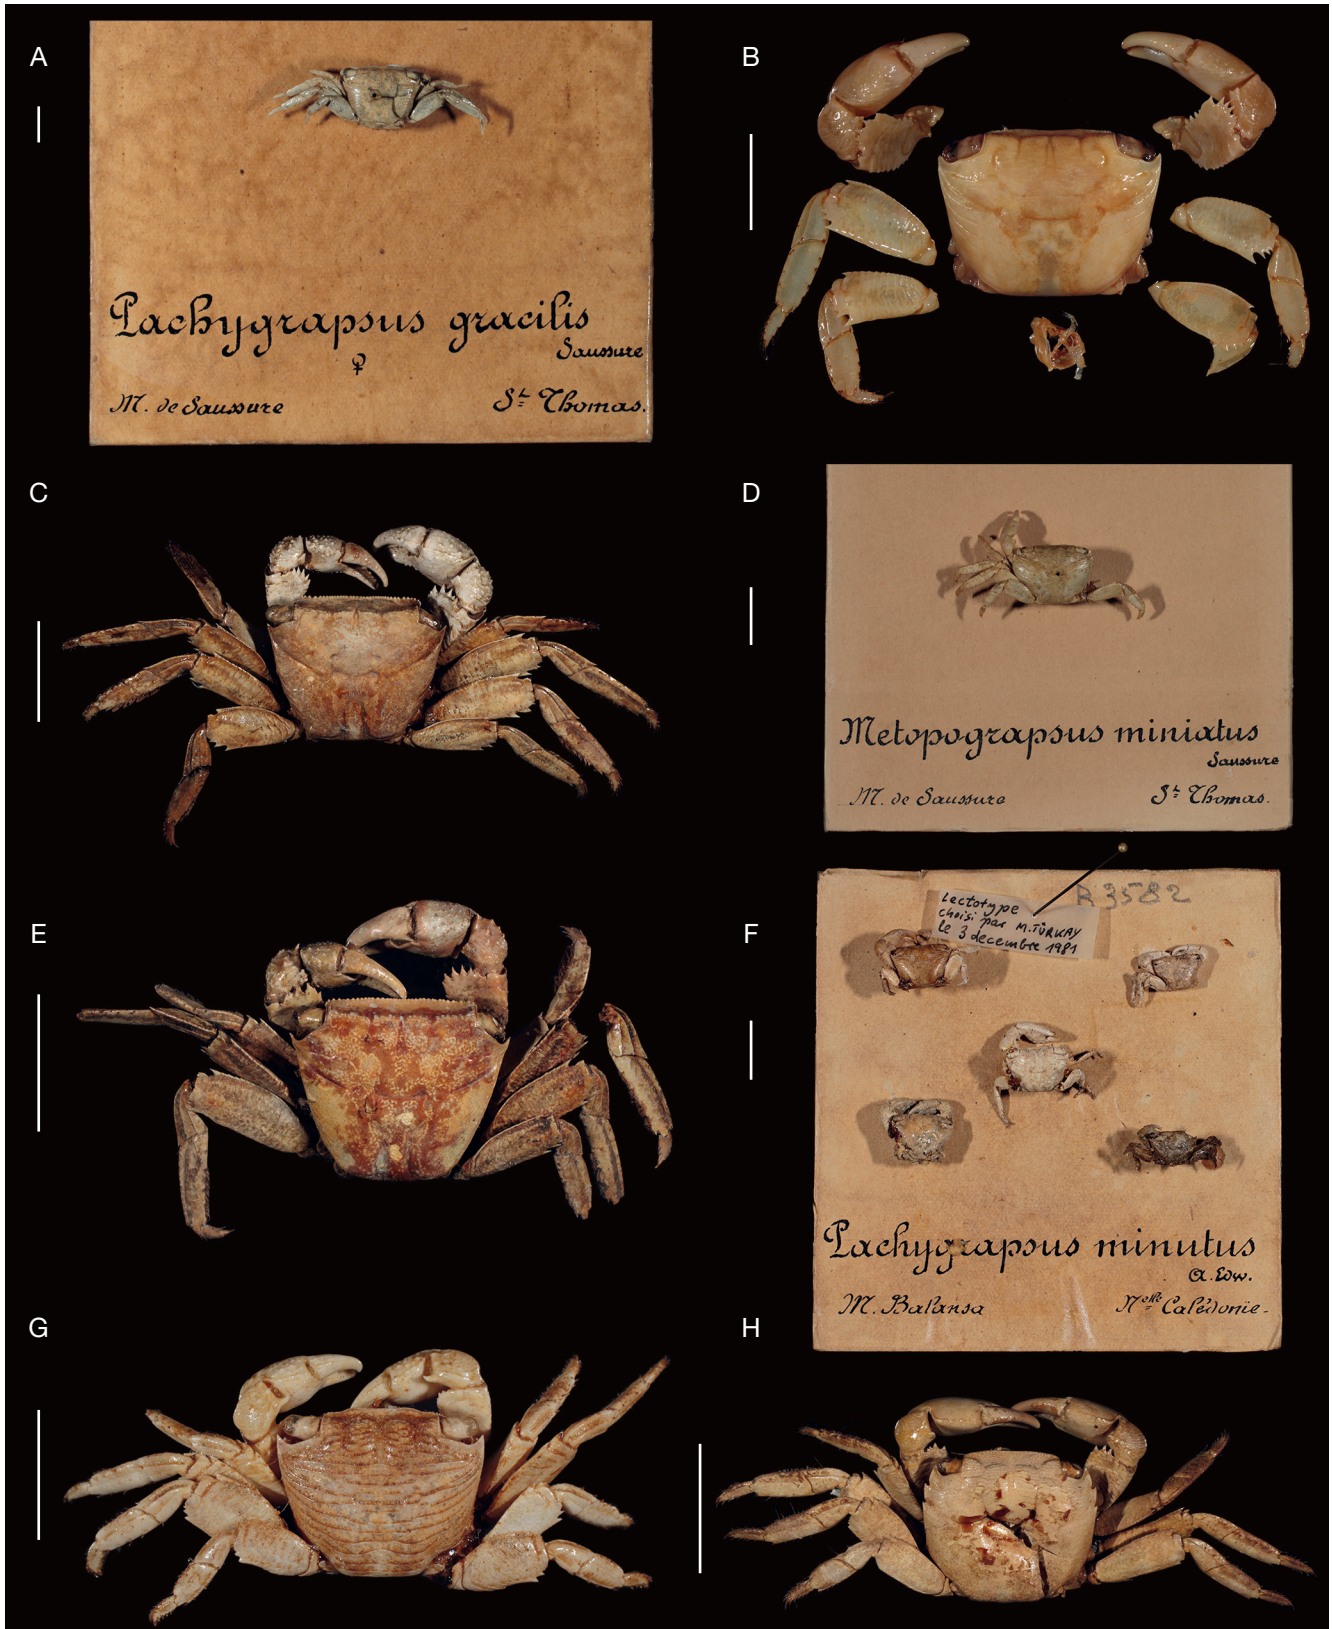 A
Pachygrapsus gracilis
Saussure
♀
M. de Saussure
St Thomas.
B
C
D
Metopograpsus miniatus
Saussure
M. de Saussure
St Thomas.
E
F
R3582
Lectotype
choisi par M.TÜRKAY
le 3 decembre 1981
Pachygrapsus minutus
A. Edw.
M. Balansa
Nelle Calédonie-
G
H